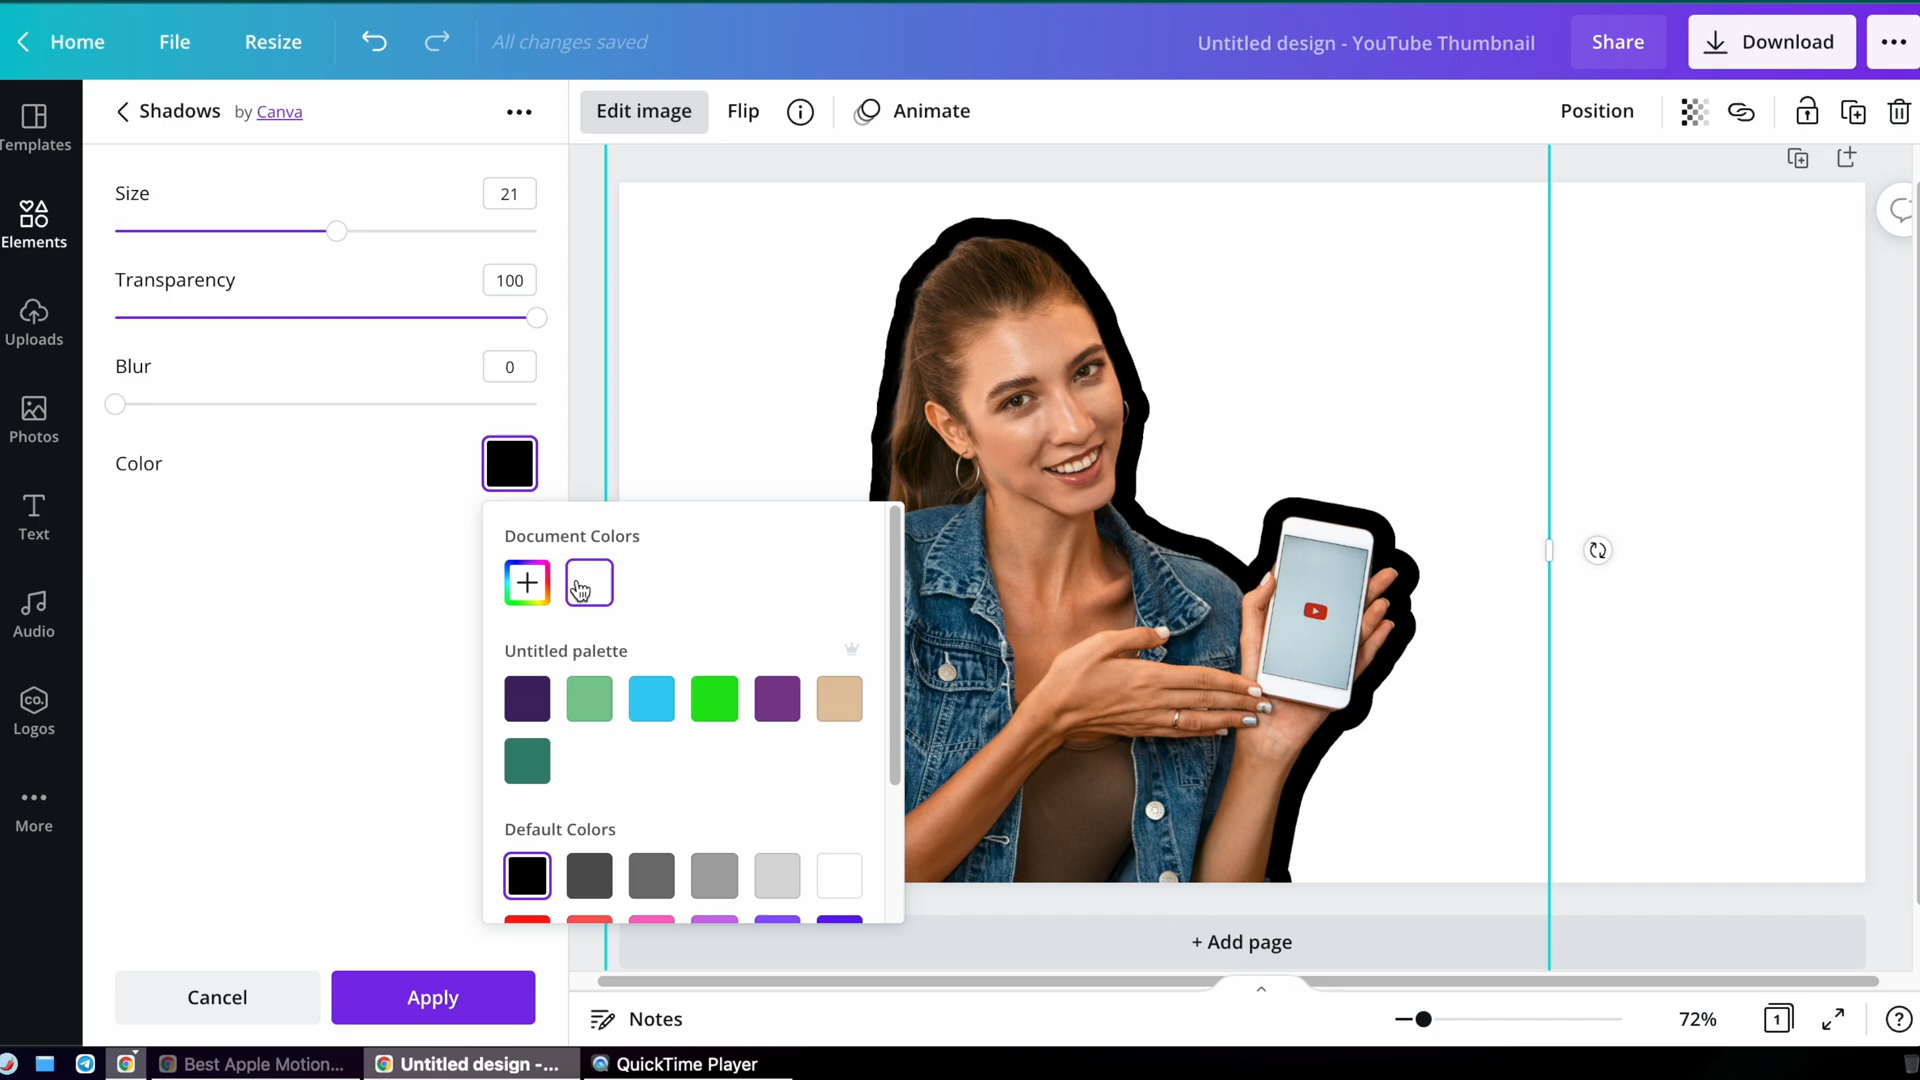 Home File Resize All changes saved Untitled design - YouTube Thumbnail Share Download
Shadows by Canva
Edit image Flip Animate Position
Templates
Elements
Uploads
Photos
Text
Audio
CO.
Logos
More
Size 21
Transparency 100
Blur 0
Color
Document Colors
Untitled palette
Default Colors
Cancel Apply
+ Add page
Notes 72% 1 ?
Best Apple Motion... Untitled design -... QuickTime Player